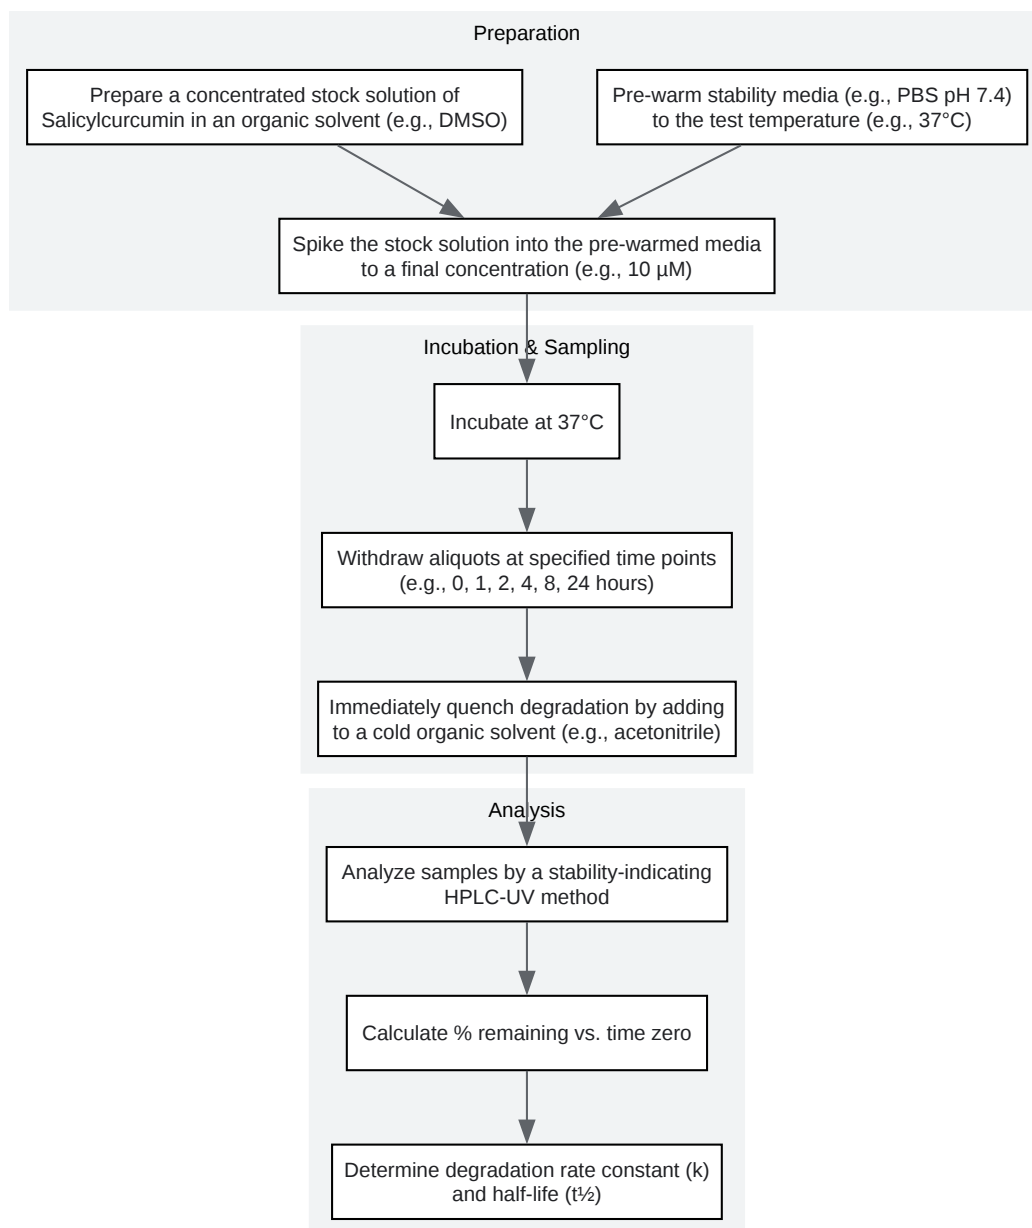 Preparation
Prepare a concentrated stock solution of
Salicylcurcumin in an organic solvent (e.g., DMSO)
Pre-warm stability media (e.g., PBS pH 7.4)
to the test temperature (e.g., 37°C)
Spike the stock solution into the pre-warmed media
to a final concentration (e.g., 10 µM)
Incubation & Sampling
Incubate at 37°C
Withdraw aliquots at specified time points
(e.g., 0, 1, 2, 4, 8, 24 hours)
Immediately quench degradation by adding
to a cold organic solvent (e.g., acetonitrile)
Analysis
Analyze samples by a stability-indicating
HPLC-UV method
Calculate % remaining vs. time zero
Determine degradation rate constant (k)
and half-life (t½)